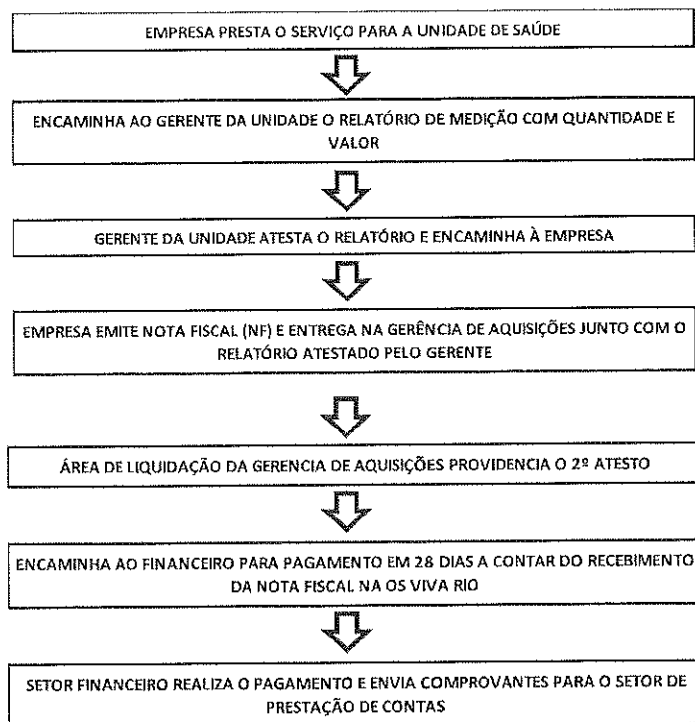 EMPRESA PRESTA O SERVIÇO PARA A UNIDADE DE SAÚDE
ENCAMINHA AO GERENTE DA UNIDADE O RELATÓRIO DE MEDIÇÃO COM QUANTIDADE E
VALOR
GERENTE DA UNIDADE ATESTA O RELATÓRIO E ENCAMINHA À EMPRESA
EMPRESA EMITE NOTA FISCAL (NF) E ENTREGA NA GERÊNCIA DE AQUISIÇÕES JUNTO COM O
RELATÓRIO ATESTADO PELO GERENTE
ÁREA DE LIQUIDAÇÃO DA GERENCIA DE AQUISIÇÕES PROVIDENCIA O 2º ATESTO
ENCAMINHA AO FINANCEIRO PARA PAGAMENTO EM 28 DIAS A CONTAR DO RECEBIMENTO
DA NOTA FISCAL NA OS VIVA RIO
SETOR FINANCEIRO REALIZA O PAGAMENTO E ENVIA COMPROVANTES PARA O SETOR DE
PRESTAÇÃO DE CONTAS